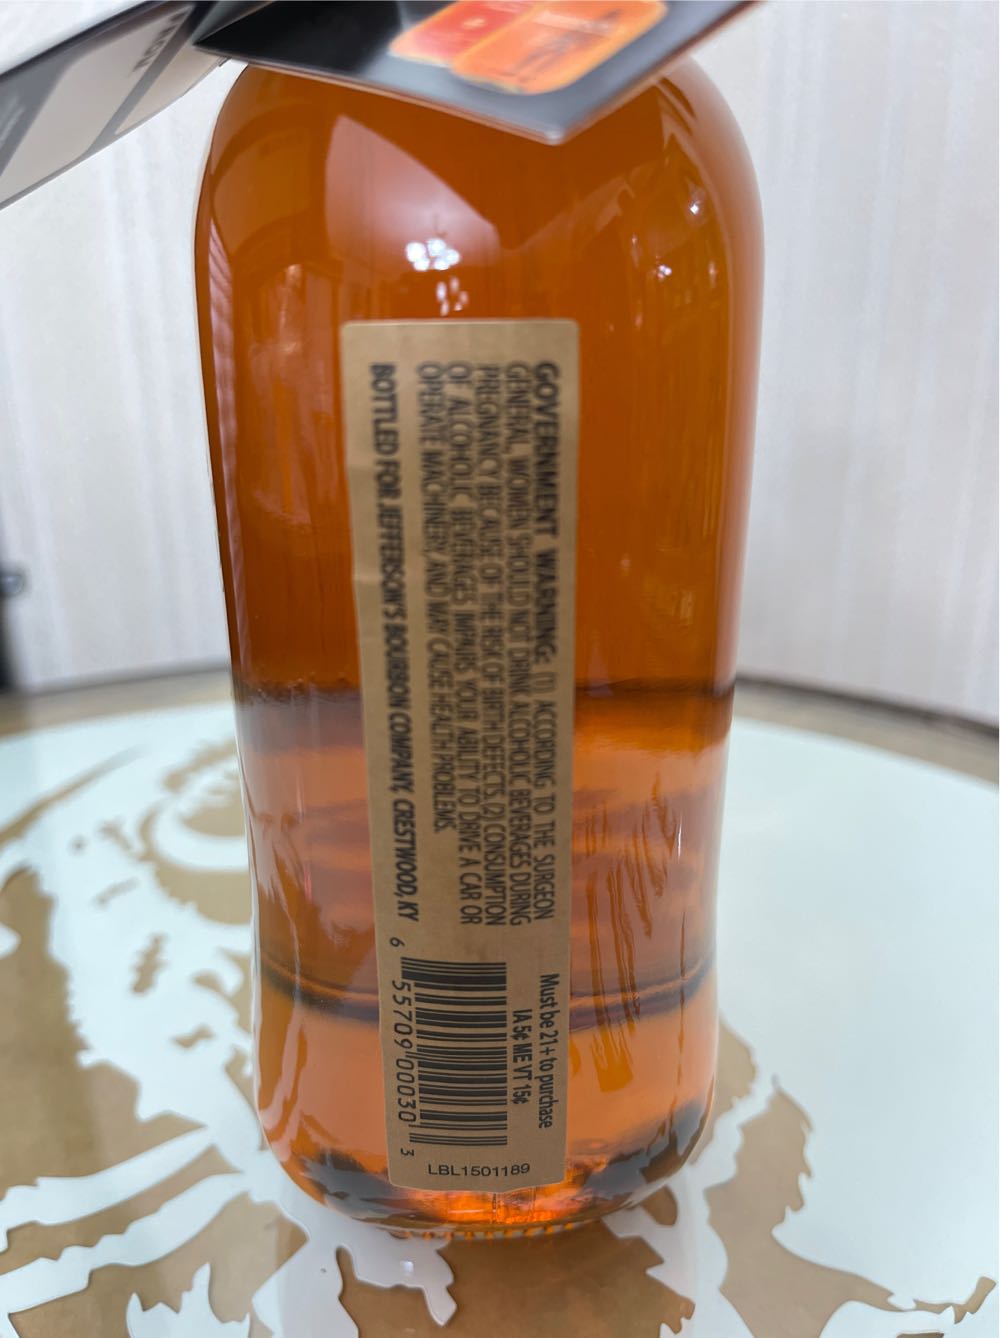 GOVERNMENT WARNING: (1) ACCORDING TO THE SURGEON
GENERAL, WOMEN SHOULD NOT DRINK ALCOHOLIC BEVERAGES DURING
PREGNANCY BECAUSE OF THE RISK OF BIRTH DEFECTS. (2) CONSUMPTION
OF ALCOHOLIC BEVERAGES IMPAIRS YOUR ABILITY TO DRIVE A CAR OR
OPERATE MACHINERY, AND MAY CAUSE HEALTH PROBLEMS.
BOTTLED FOR JEFFERSON'S BOURBON COMPANY, CRESTWOOD, KY
Must be 21+ to purchase
IA 5¢ ME VT 15¢
6 55709 00030 3
LBL1501189